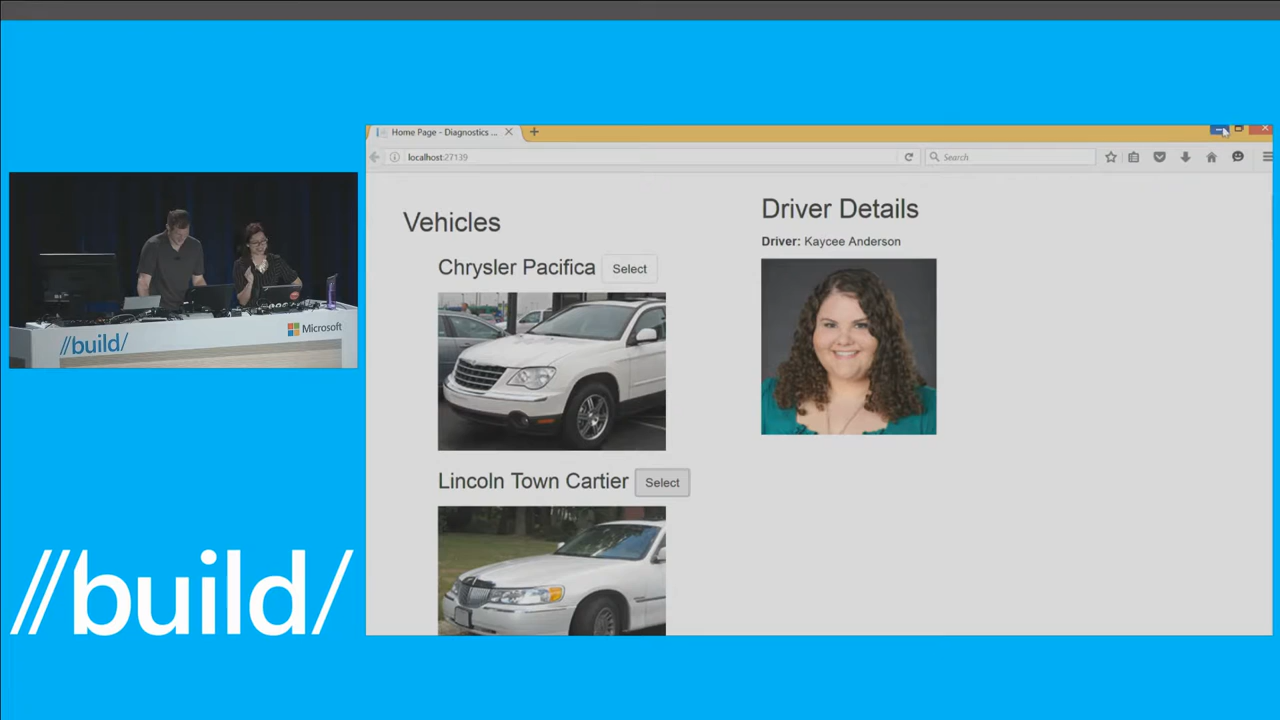 Home Page - Diagnostics ...
localhost:27139
Search
Vehicles
Driver Details
Driver: Kaycee Anderson
Chrysler Pacifica
Select
Lincoln Town Cartier
Select
//build/
Microsoft
//build/